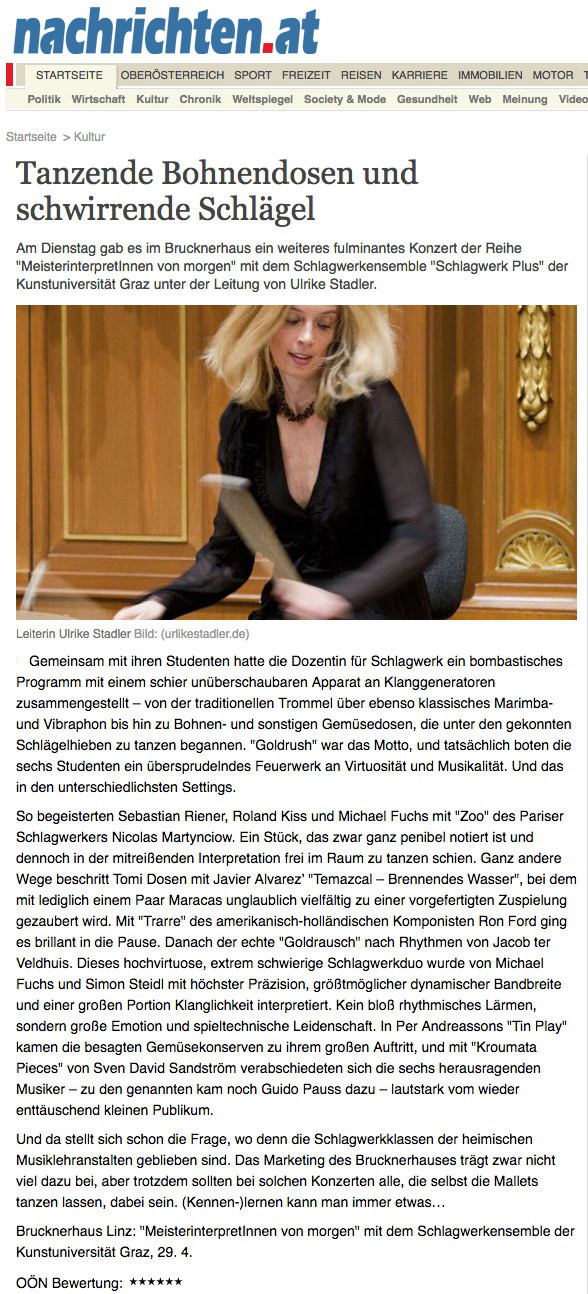 nachrichten.at
STARTSEITE OBERÖSTERREICH SPORT FREIZEIT REISEN KARRIERE IMMOBILIEN MOTOR T
Politik Wirtschaft Kultur Chronik Weltspiegel Society & Mode Gesundheit Web Meinung Video
Startseite > Kultur
Tanzende Bohnendosen und
schwirrende Schlägel
Am Dienstag gab es im Brucknerhaus ein weiteres fulminantes Konzert der Reihe
"MeisterinterpretInnen von morgen" mit dem Schlagwerkensemble "Schlagwerk Plus" der
Kunstuniversität Graz unter der Leitung von Ulrike Stadler.
Leiterin Ulrike Stadler Bild: (urlikestadler.de)
Gemeinsam mit ihren Studenten hatte die Dozentin für Schlagwerk ein bombastisches
Programm mit einem schier unüberschaubaren Apparat an Klanggeneratoren
zusammengestellt – von der traditionellen Trommel über ebenso klassisches Marimba-
und Vibraphon bis hin zu Bohnen- und sonstigen Gemüsedosen, die unter den gekonnten
Schlägelhieben zu tanzen begannen. "Goldrush" war das Motto, und tatsächlich boten die
sechs Studenten ein übersprudelndes Feuerwerk an Virtuosität und Musikalität. Und das
in den unterschiedlichsten Settings.
So begeisterten Sebastian Riener, Roland Kiss und Michael Fuchs mit "Zoo" des Pariser
Schlagwerkers Nicolas Martynciow. Ein Stück, das zwar ganz penibel notiert ist und
dennoch in der mitreißenden Interpretation frei im Raum zu tanzen schien. Ganz andere
Wege beschritt Tomi Dosen mit Javier Alvarez’ "Temazcal – Brennendes Wasser", bei dem
mit lediglich einem Paar Maracas unglaublich vielfältig zu einer vorgefertigten Zuspielung
gezaubert wird. Mit "Trarre" des amerikanisch-holländischen Komponisten Ron Ford ging
es brillant in die Pause. Danach der echte "Goldrausch" nach Rhythmen von Jacob ter
Veldhuis. Dieses hochvirtuose, extrem schwierige Schlagwerkduo wurde von Michael
Fuchs und Simon Steidl mit höchster Präzision, größtmöglicher dynamischer Bandbreite
und einer großen Portion Klanglichkeit interpretiert. Kein bloß rhythmisches Lärmen,
sondern große Emotion und spieltechnische Leidenschaft. In Per Andreassons "Tin Play"
kamen die besagten Gemüsekonserven zu ihrem großen Auftritt, und mit "Kroumata
Pieces" von Sven David Sandström verabschiedeten sich die sechs herausragenden
Musiker – zu den genannten kam noch Guido Pauss dazu – lautstark vom wieder
enttäuschend kleinen Publikum.
Und da stellt sich schon die Frage, wo denn die Schlagwerkklassen der heimischen
Musiklehranstalten geblieben sind. Das Marketing des Brucknerhauses trägt zwar nicht
viel dazu bei, aber trotzdem sollten bei solchen Konzerten alle, die selbst die Mallets
tanzen lassen, dabei sein. (Kennen-)lernen kann man immer etwas…
Brucknerhaus Linz: "MeisterinterpretInnen von morgen" mit dem Schlagwerkensemble der
Kunstuniversität Graz, 29. 4.
OÖN Bewertung: ★★★★★★